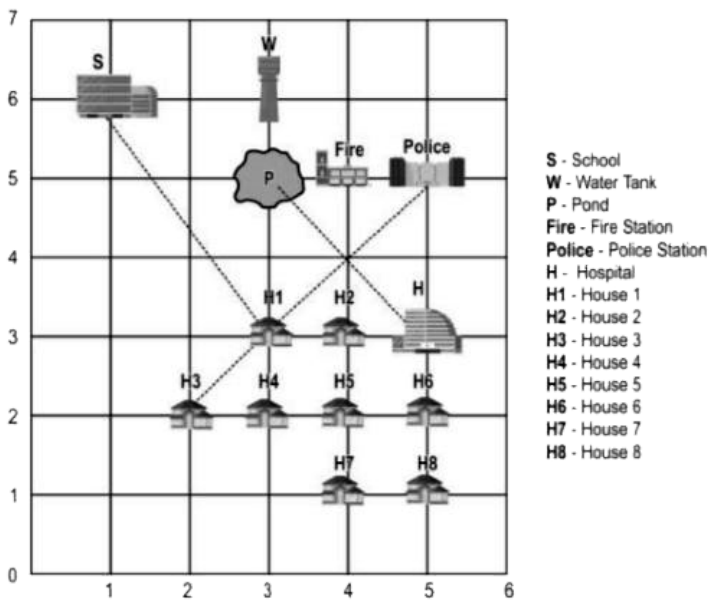 7
W
S
6
Fire
Police
S - School
P
5
W - Water Tank
P - Pond
Fire - Fire Station
Police - Police Station
4
H - Hospital
H1
H2
H
H1 - House 1
H2 - House 2
3
H3 - House 3
H4 - House 4
H3
H4
H5
H6
H5 - House 5
H6 - House 6
2
H7 - House 7
H8 - House 8
H7
H8
1
0
1 2 3 4 5 6